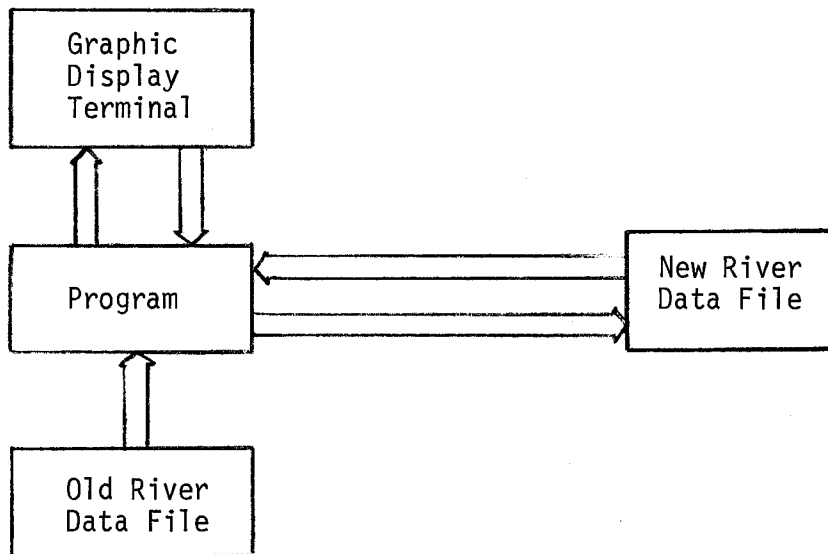 Graphic
Display
Terminal
Program
New River
Data File
Old River
Data File